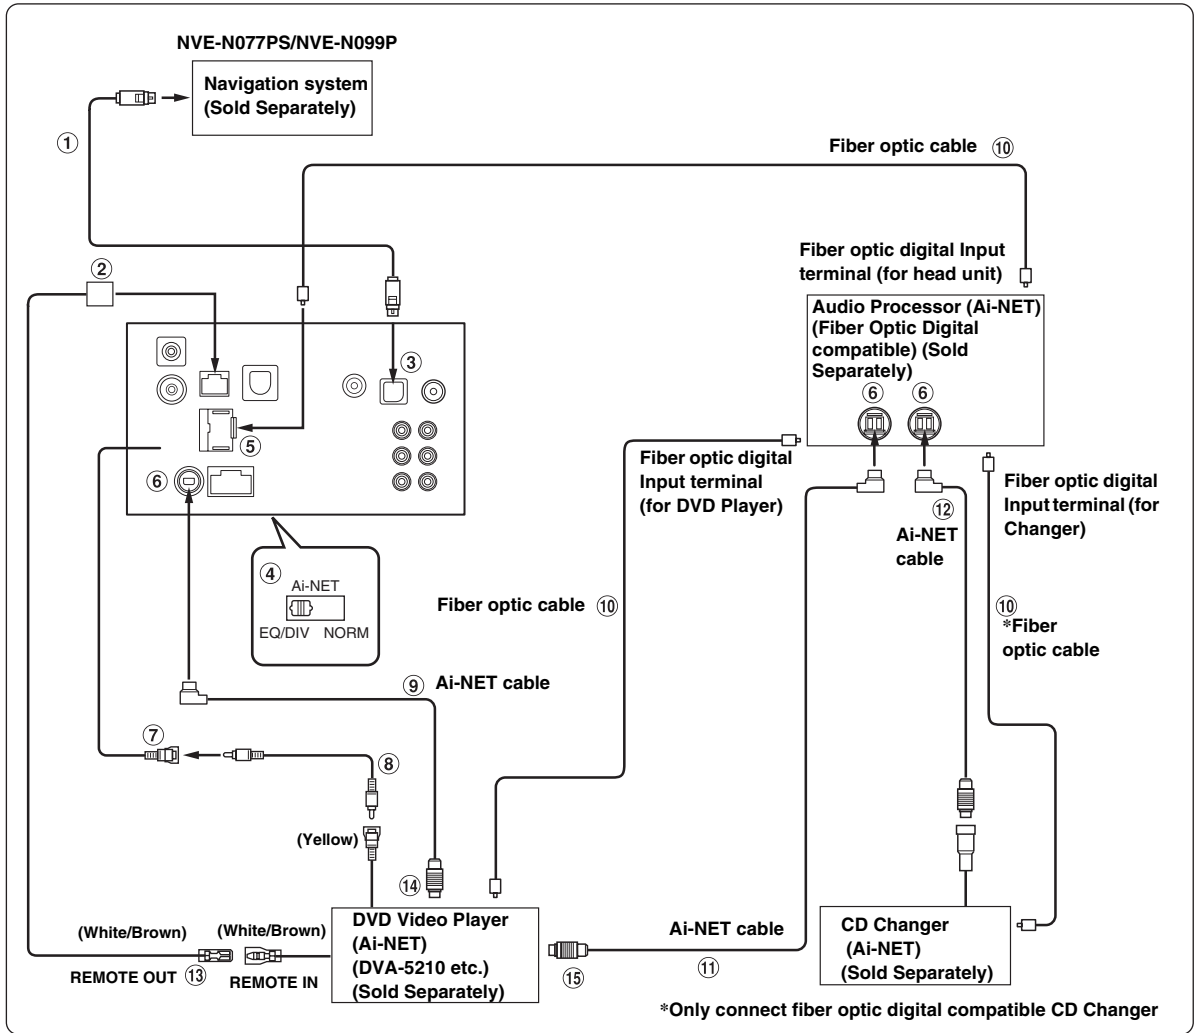 NVE-N077PS/NVE-N099P
Navigation system
(Sold Separately)
①
Fiber optic cable ⑩
②
Fiber optic digital Input
terminal (for head unit)
Audio Processor (Ai-NET)
(Fiber Optic Digital
compatible) (Sold
Separately)
③
⑥ ⑥
⑤
⑥
Fiber optic digital
Input terminal
(for DVD Player)
Fiber optic digital
Input terminal (for
Changer)
⑫
Ai-NET
cable
④
Ai-NET
EQ/DIV NORM
Fiber optic cable ⑩
⑩
*Fiber
optic cable
⑨ Ai-NET cable
⑦
⑧
(Yellow)
⑭
DVD Video Player
(Ai-NET)
(DVA-5210 etc.)
(Sold Separately)
(White/Brown) (White/Brown)
REMOTE OUT ⑬ REMOTE IN
⑮
Ai-NET cable
⑪
CD Changer
(Ai-NET)
(Sold Separately)
*Only connect fiber optic digital compatible CD Changer